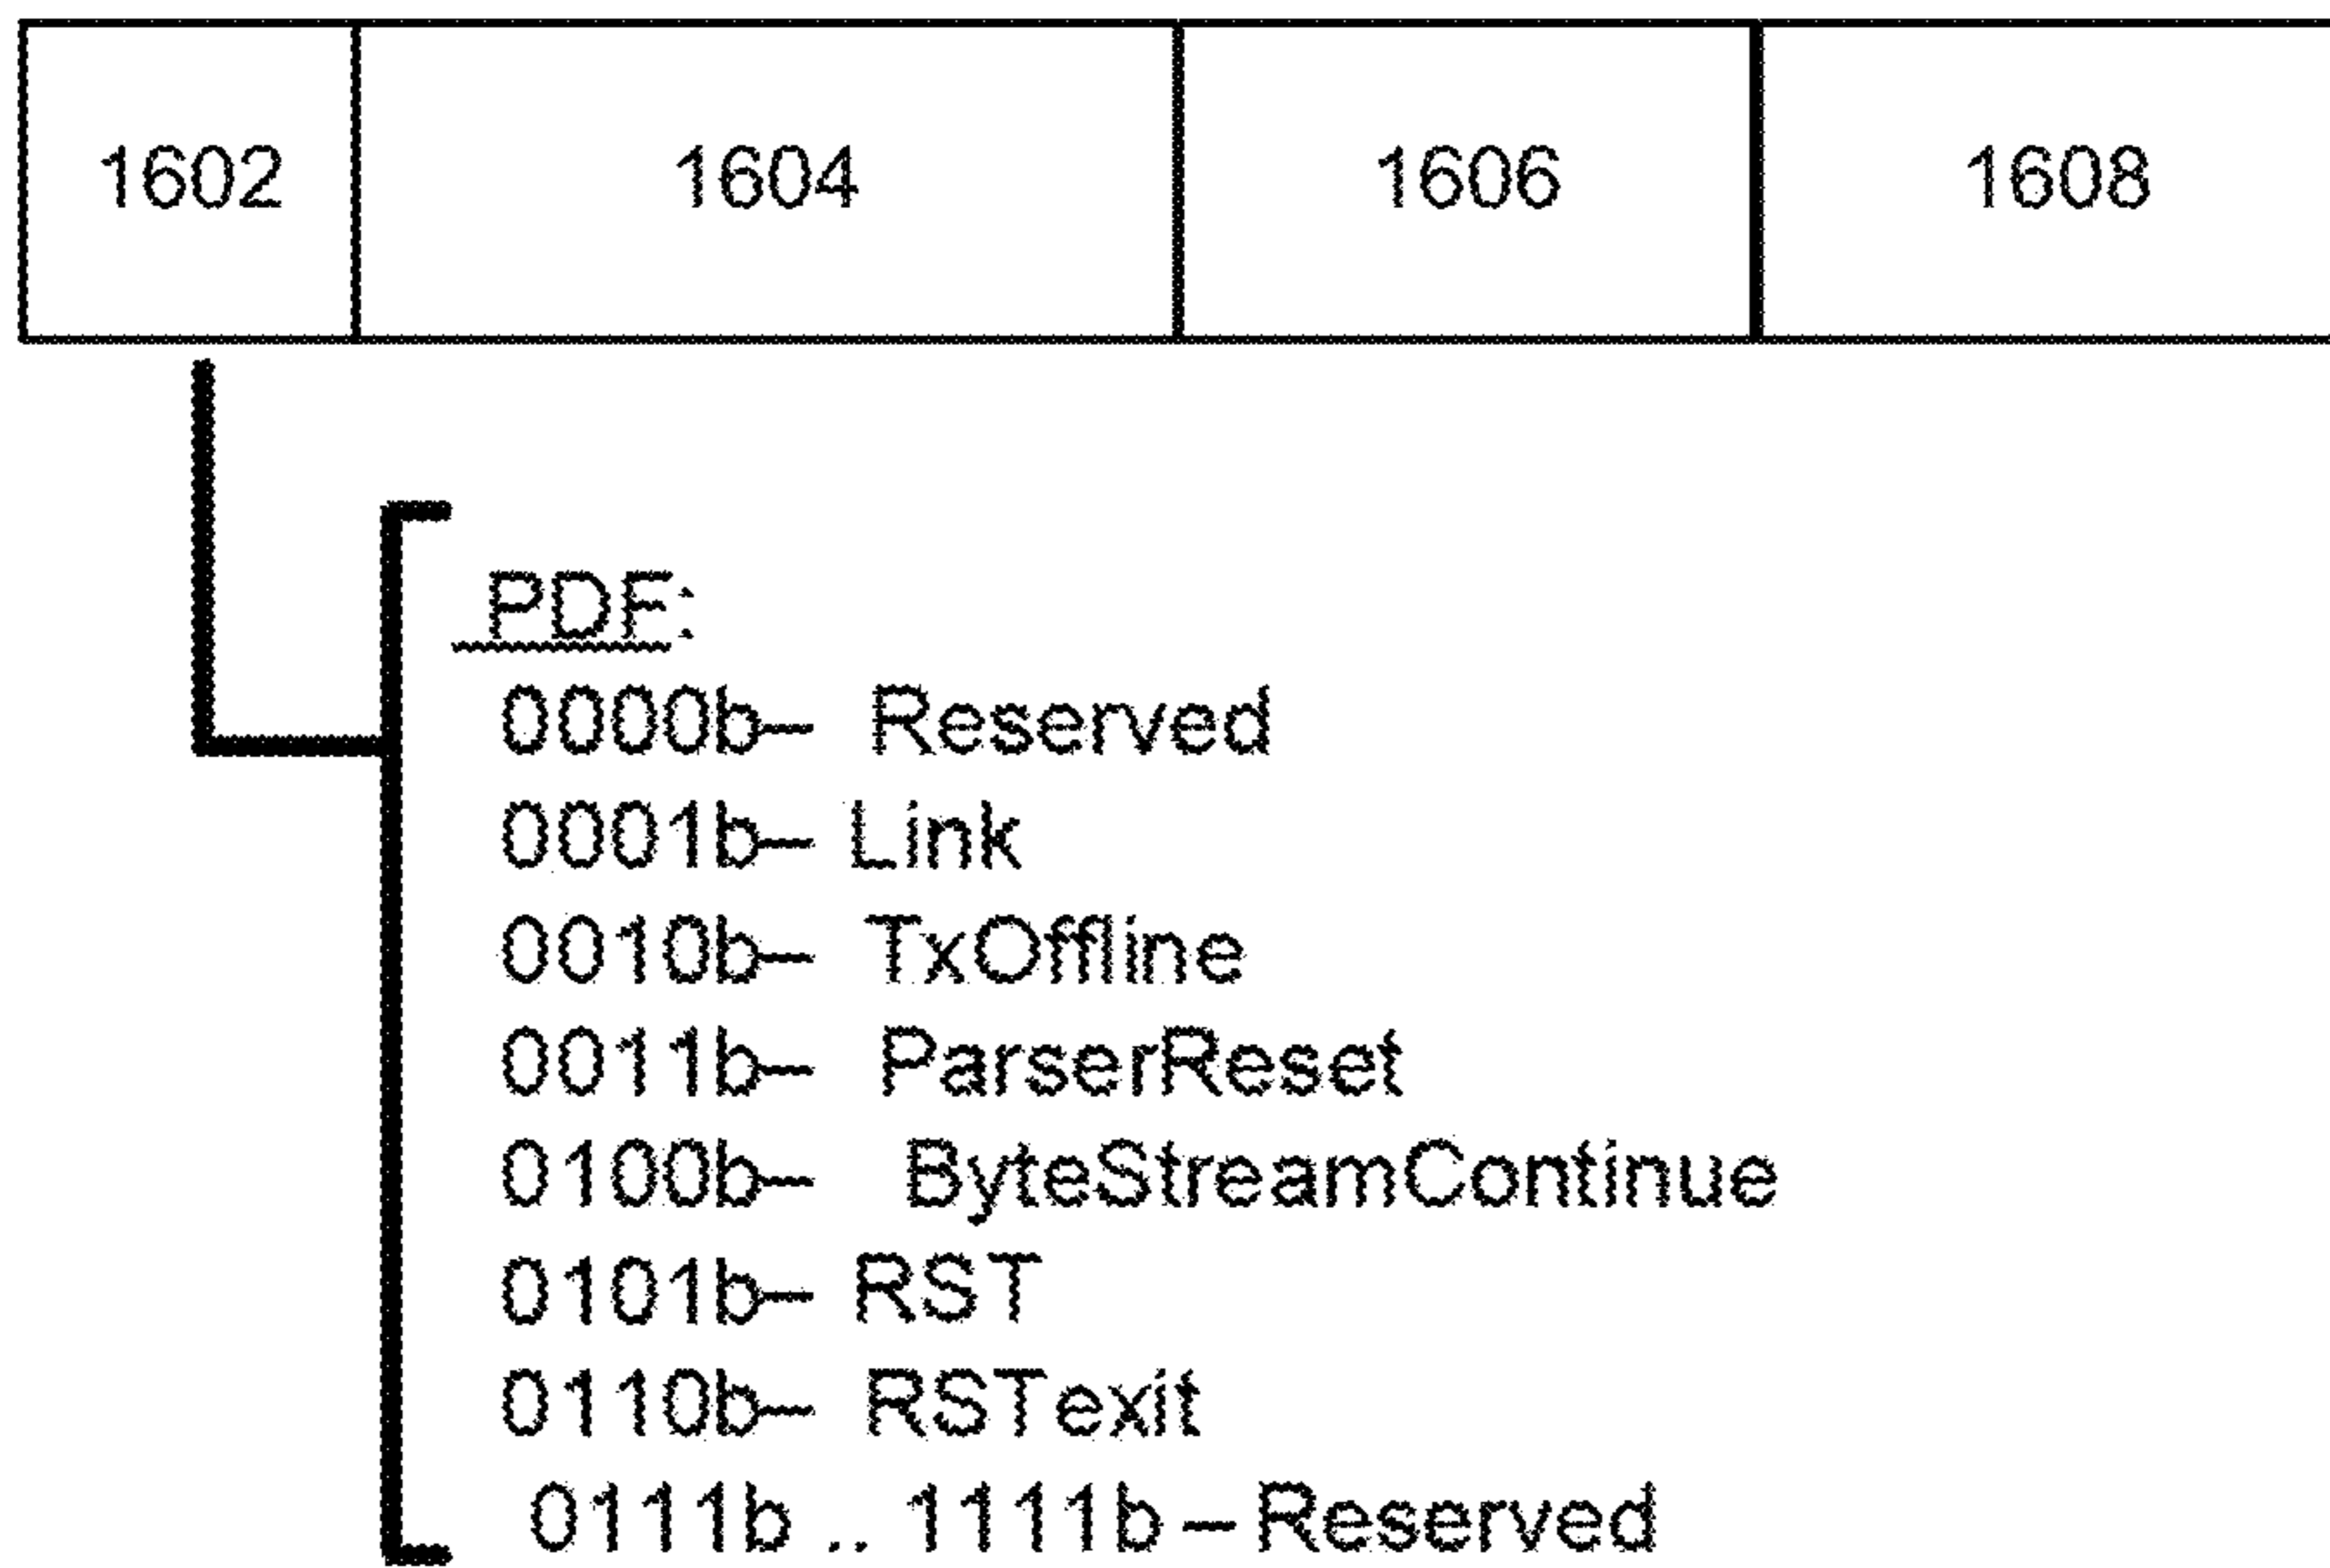 1602 1604 1606 1608
PDF:
0000b– Reserved
0001b– Link
0010b– TxOffline
0011b– ParserReset
0100b– ByteStreamContinue
0101b– RST
0110b– RSTexit
0111b .. 1111b – Reserved